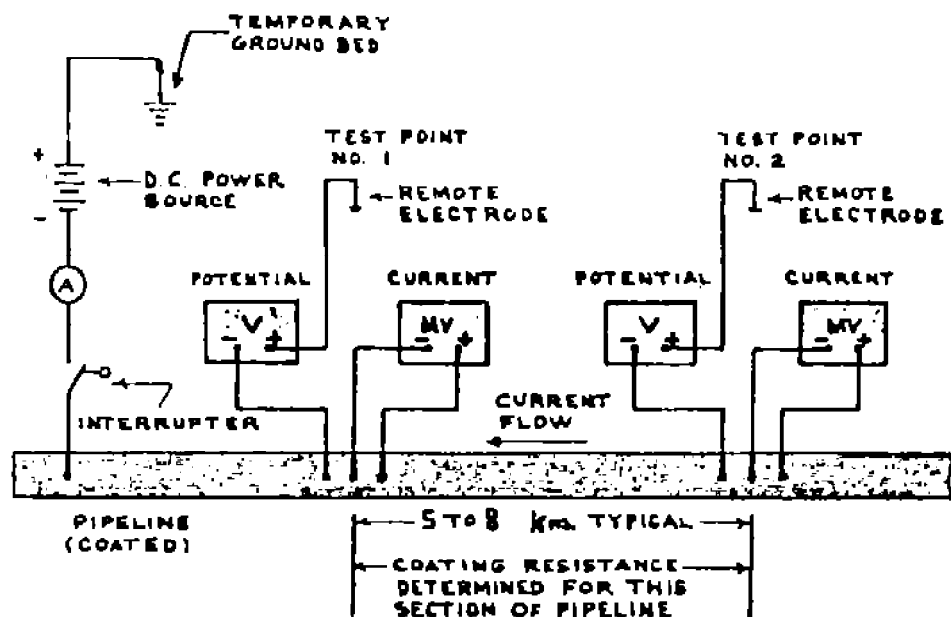 TEMPORARY
GROUND BED
+
D.C. POWER
SOURCE
-
A
INTERRUPTER
TEST POINT
NO. 1
REMOTE
ELECTRODE
POTENTIAL
V
- +
CURRENT
MV
- +
TEST POINT
NO. 2
REMOTE
ELECTRODE
POTENTIAL
V
- +
CURRENT
MV
- +
CURRENT
FLOW
PIPELINE
(COATED)
5 TO 8 kms. TYPICAL
COATING RESISTANCE
DETERMINED FOR THIS
SECTION OF PIPELINE